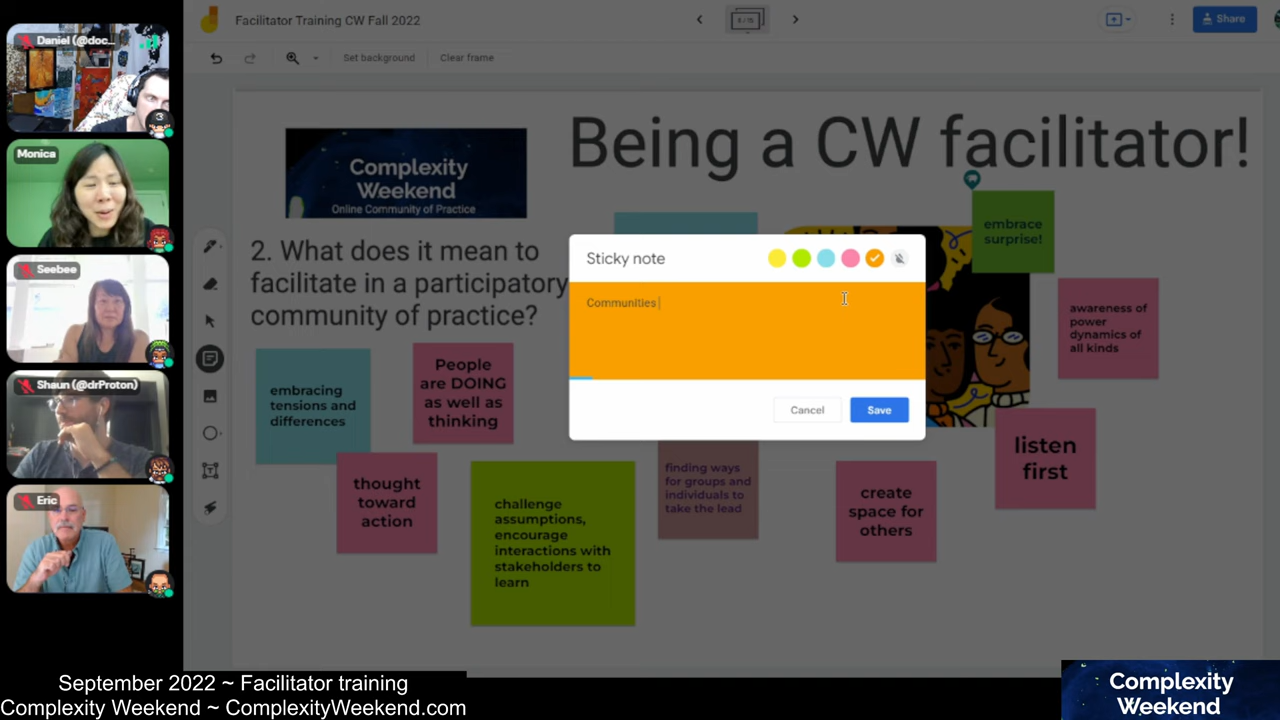 Daniel (@doc...
Monica
Seebee
Shaun (@drProton)
Eric
Facilitator Training CW Fall 2022
Share
Set background
Clear frame
Complexity
Weekend
Online Community of Practice
Being a CW facilitator!
2. What does it mean to
facilitate in a participatory
community of practice?
embrace
surprise!
Sticky note
Communities
Cancel
Save
awareness of
power
dynamics of
all kinds
embracing
tensions and
differences
People
are DOING
as well as
thinking
listen
first
thought
toward
action
challenge
assumptions,
encourage
interactions with
stakeholders to
learn
finding ways
for groups and
individuals to
take the lead
create
space for
others
September 2022 ~ Facilitator training
Complexity Weekend ~ ComplexityWeekend.com
Complexity
Weekend